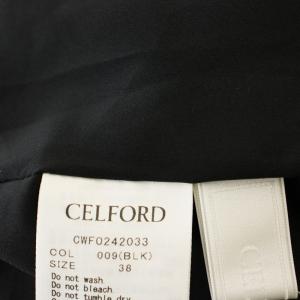 CELFORD
CWFO242033
COL 009(BLK)
SIZE 38
Do not wash
Do not bleach
Do not tumble dry